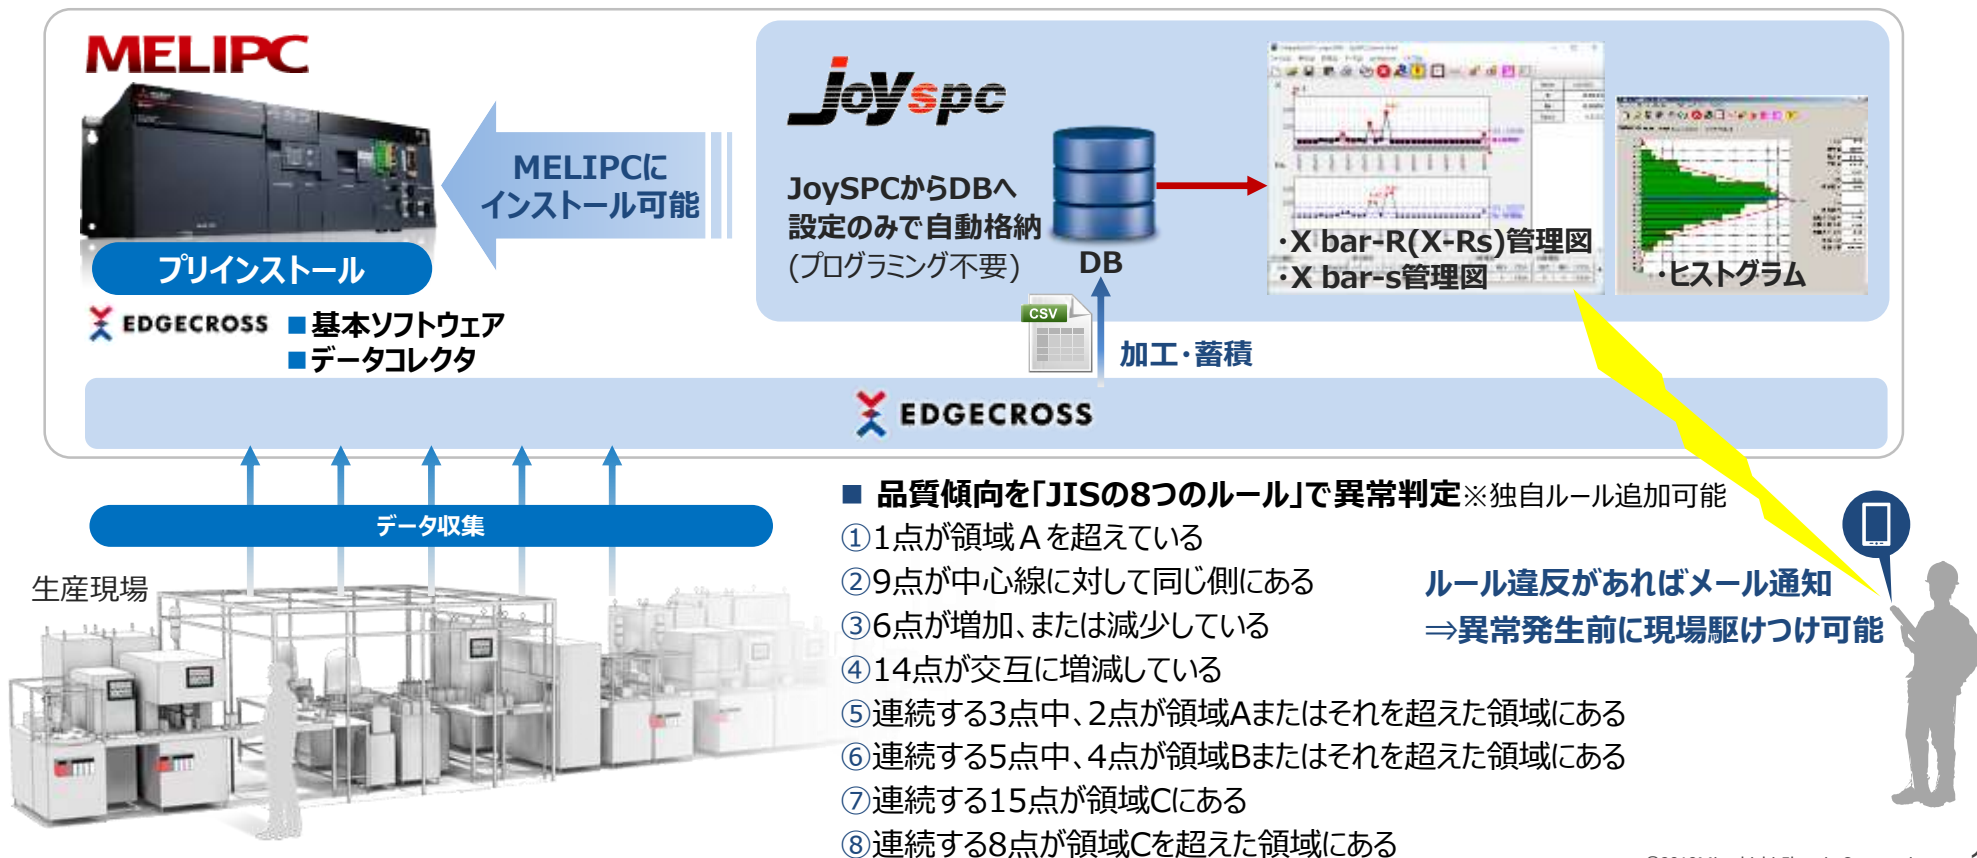 MELIPC
プリインストール
EDGECROSS
■基本ソフトウェア
■データコレクタ
MELIPCに
インストール可能
Joyspc
JoySPCからDBへ
設定のみで自動格納
(プログラミング不要)
DB
・X bar-R(X-Rs)管理図
・X bar-s管理図
・ヒストグラム
CSV
加工・蓄積
EDGECROSS
データ収集
生産現場
■ 品質傾向を「JISの8つのルール」で異常判定※独自ルール追加可能
①1点が領域Aを超えている
②9点が中心線に対して同じ側にある
③6点が増加、または減少している
④14点が交互に増減している
⑤連続する3点中、2点が領域Aまたはそれを超えた領域にある
⑥連続する5点中、4点が領域Bまたはそれを超えた領域にある
⑦連続する15点が領域Cにある
⑧連続する8点が領域Cを超えた領域にある
ルール違反があればメール通知
⇒異常発生前に現場駆けつけ可能